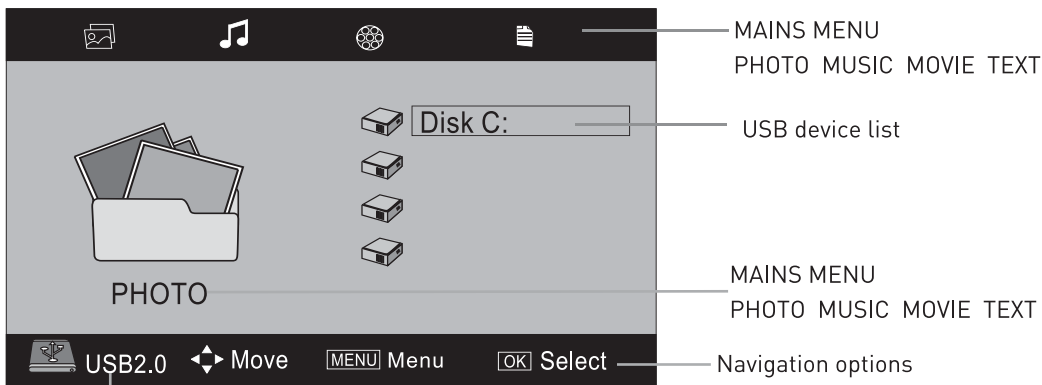 MAINS MENU
PHOTO MUSIC MOVIE TEXT
Disk C:
USB device list
MAINS MENU
PHOTO
PHOTO MUSIC MOVIE TEXT
USB2.0 Move MENU Menu OK Select
Navigation options